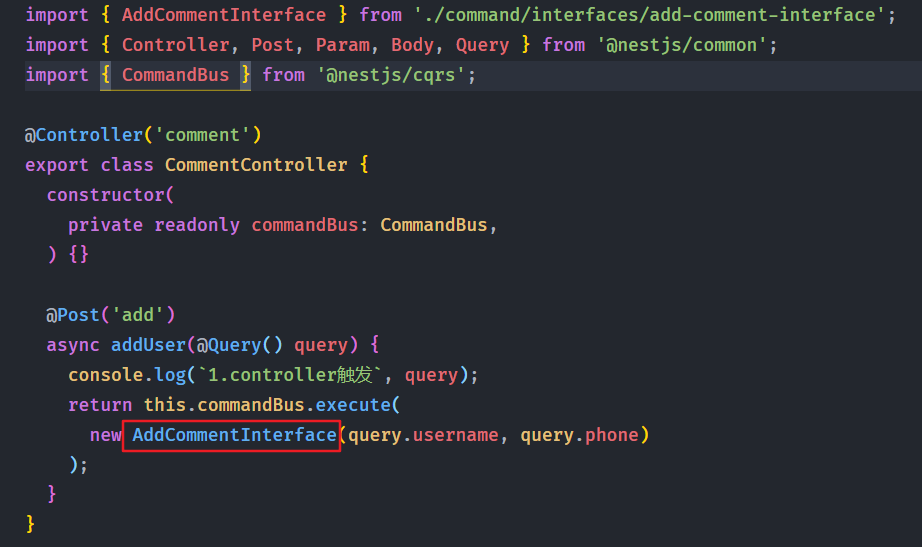 import { AddCommentInterface } from './command/interfaces/add-comment-interface';
import { Controller, Post, Param, Body, Query } from '@nestjs/common';
import { CommandBus } from '@nestjs/cqrs';
@Controller('comment')
export class CommentController {
constructor(
private readonly commandBus: CommandBus,
) {}
@Post('add')
async addUser(@Query() query) {
console.log(`1.controller触发`, query);
return this.commandBus.execute(
new AddCommentInterface(query.username, query.phone)
);
}
}